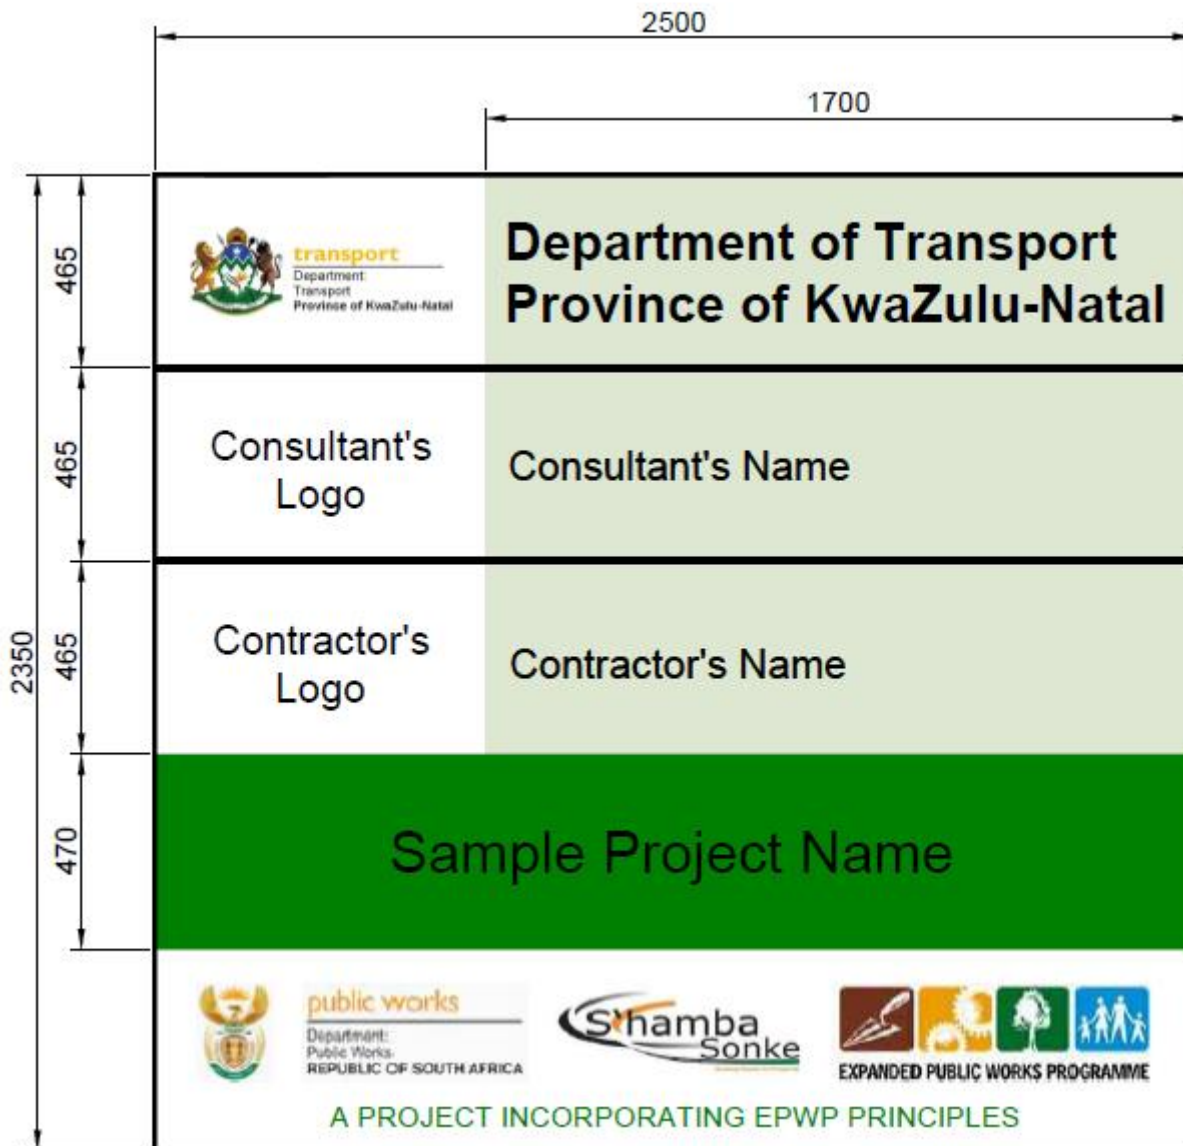 2500
1700
465
transport
Department
Transport
Province of KwaZulu-Natal
Department of Transport
Province of KwaZulu-Natal
465
Consultant's
Logo
Consultant's Name
2350
465
Contractor's
Logo
Contractor's Name
470
Sample Project Name
public works
Department:
Public Works
REPUBLIC OF SOUTH AFRICA
S'hamba
Sonke
EXPANDED PUBLIC WORKS PROGRAMME
A PROJECT INCORPORATING EPWP PRINCIPLES